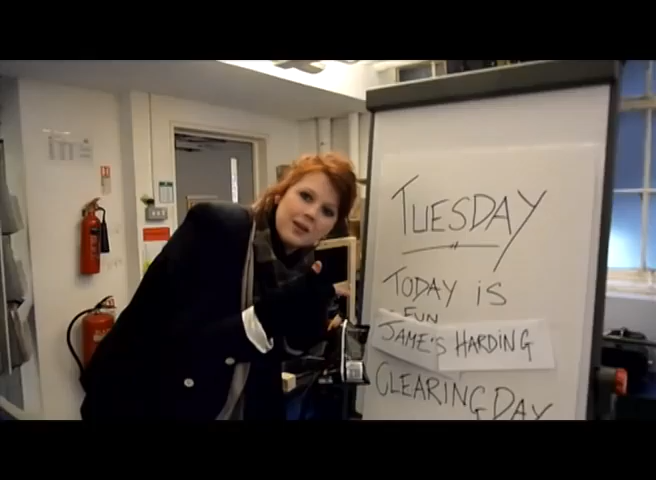 TUESDAY
TODAY IS
FUN
JAME'S HARDING
CLEARING DAY